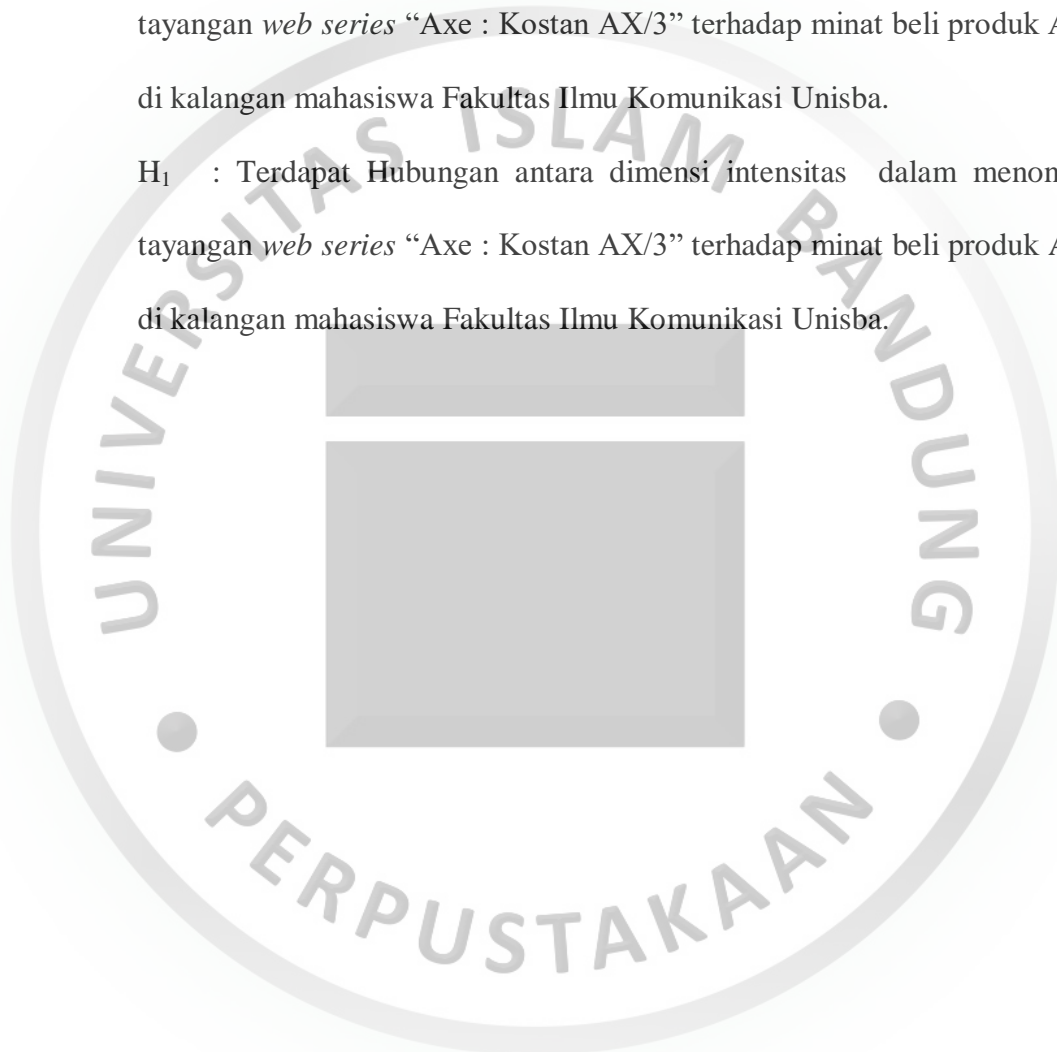 tayangan web series “Axe : Kostan AX/3” terhadap minat beli produk
di kalangan mahasiswa Fakultas Ilmu Komunikasi Unisba.
H1 : Terdapat Hubungan antara dimensi intensitas dalam
tayangan web series “Axe : Kostan AX/3” terhadap minat beli produk
di kalangan mahasiswa Fakultas Ilmu Komunikasi Unisba.
UNIVERSITAS ISLAM BANDUNG
PERPUSTAKAAN